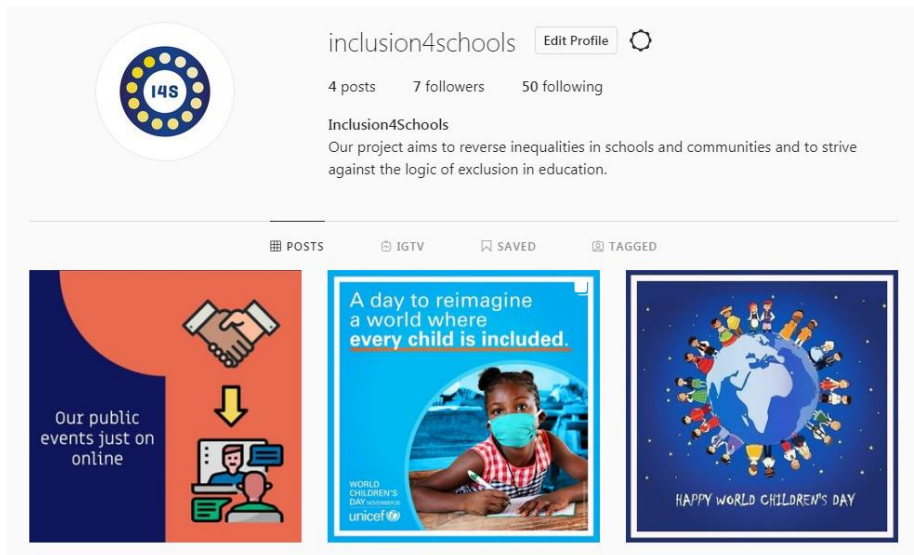 I4S
inclusion4schools Edit Profile
4 posts 7 followers 50 following
Inclusion4Schools
Our project aims to reverse inequalities in schools and communities and to strive
against the logic of exclusion in education.
POSTS IGTV SAVED TAGGED
Our public
events just on
online
A day to reimagine
a world where
every child is included.
WORLD
CHILDREN'S
DAY NOVEMBER 20
unicef
HAPPY WORLD CHILDREN'S DAY